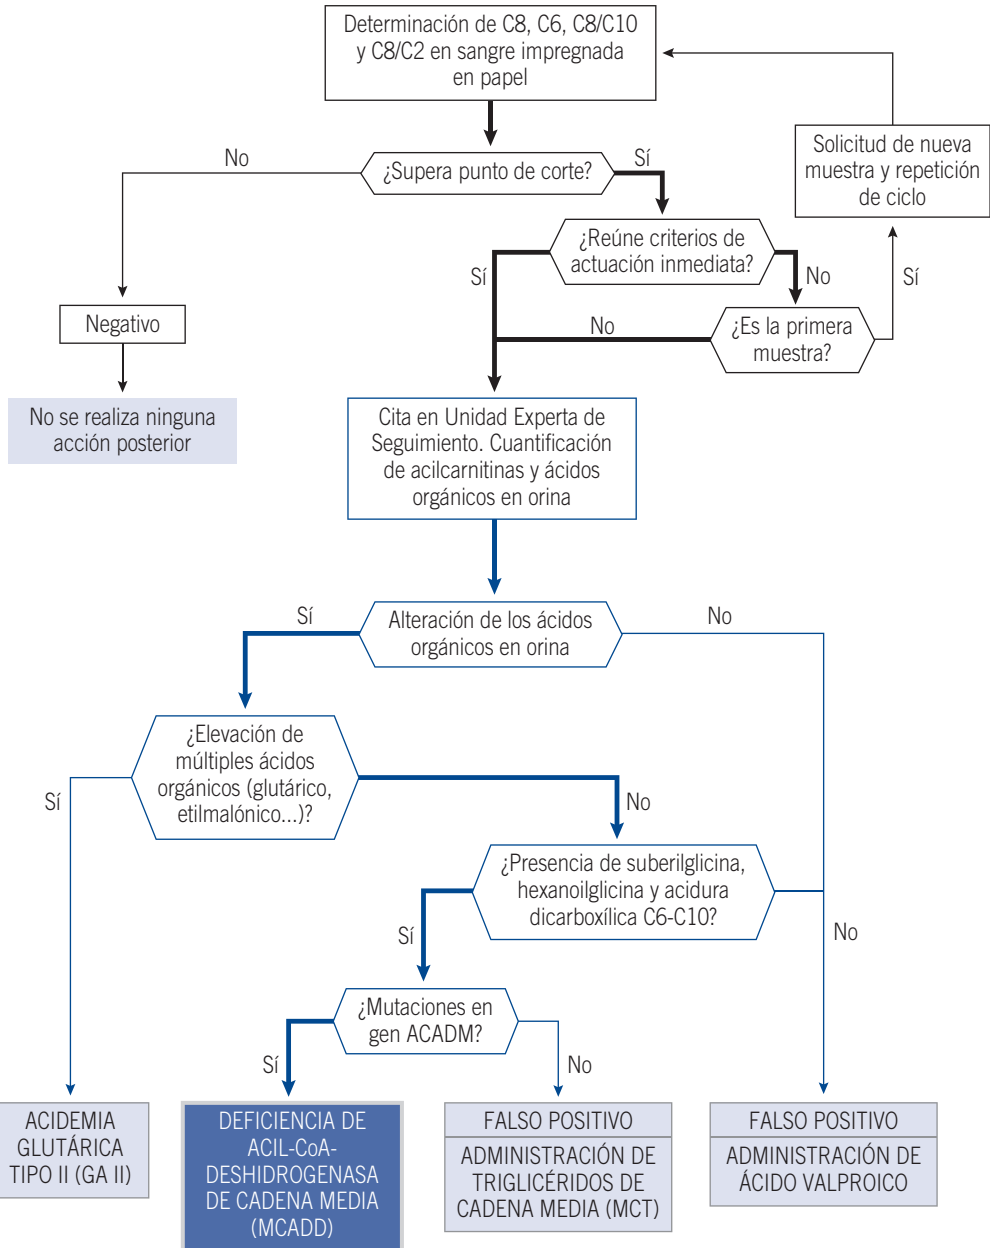 Determinación de C8, C6, C8/C10
y C8/C2 en sangre impregnada
en papel
Solicitud de nueva
muestra y repetición
de ciclo
No
¿Supera punto de corte?
Sí
¿Reúne criterios de
actuación inmediata?
Sí
No
Sí
Negativo
No
¿Es la primera
muestra?
No se realiza ninguna
acción posterior
Cita en Unidad Experta de
Seguimiento. Cuantificación
de acilcarnitinas y ácidos
orgánicos en orina
Sí
Alteración de los ácidos
orgánicos en orina
No
¿Elevación de
múltiples ácidos
orgánicos (glutárico,
etilmalónico...)?
Sí
No
¿Presencia de suberilglicina,
hexanoilglicina y acidura
dicarboxílica C6-C10?
Sí
No
¿Mutaciones en
gen ACADM?
Sí
No
ACIDEMIA
GLUTÁRICA
TIPO II (GA II)
DEFICIENCIA DE
ACIL-CoA-
DESHIDROGENASA
DE CADENA MEDIA
(MCADD)
FALSO POSITIVO
ADMINISTRACIÓN DE
TRIGLICÉRIDOS DE
CADENA MEDIA (MCT)
FALSO POSITIVO
ADMINISTRACIÓN DE
ÁCIDO VALPROICO